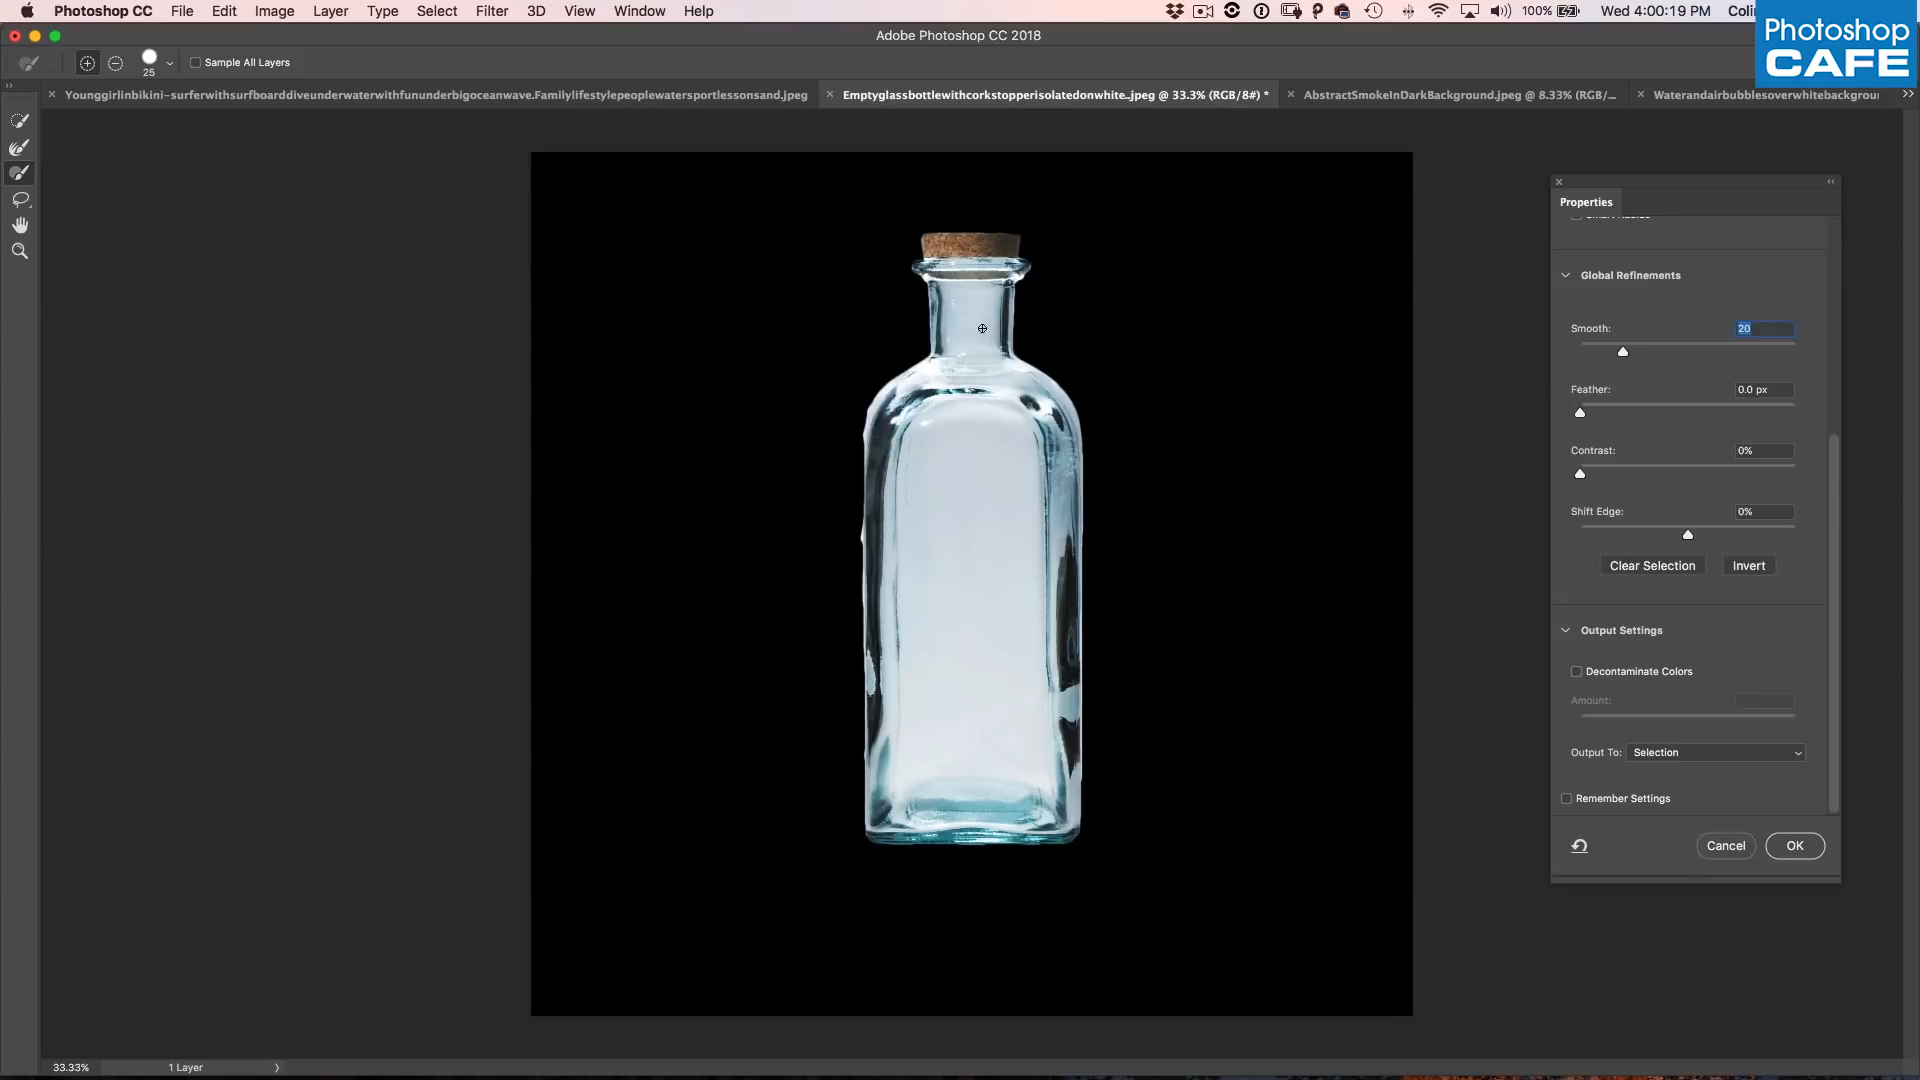 Photoshop CC File Edit Image Layer Type Select Filter 3D View Window Help 100% Wed 4:00:19 PM
Adobe Photoshop CC 2018
Photoshop
CAFE
25
Sample All Layers
Younggirlinbikini-surferwithsurfboarddiveunderwaterwithfununderbigoceanwave.Familylifestylepeoplewatersportlessonsand.jpeg
Emptyglassbottlewithcorkstopperisolatedonwhite..jpeg @ 33.3% (RGB/8#) *
AbstractSmokeInDarkBackground.jpeg @ 8.33% (RGB/...
Properties
Global Refinements
Smooth: 20
Feather: 0.0 px
Contrast: 0%
Shift Edge: 0%
Clear Selection Invert
Output Settings
Decontaminate Colors
Amount:
Output To: Selection
Remember Settings
Cancel OK
33.33% 1 Layer